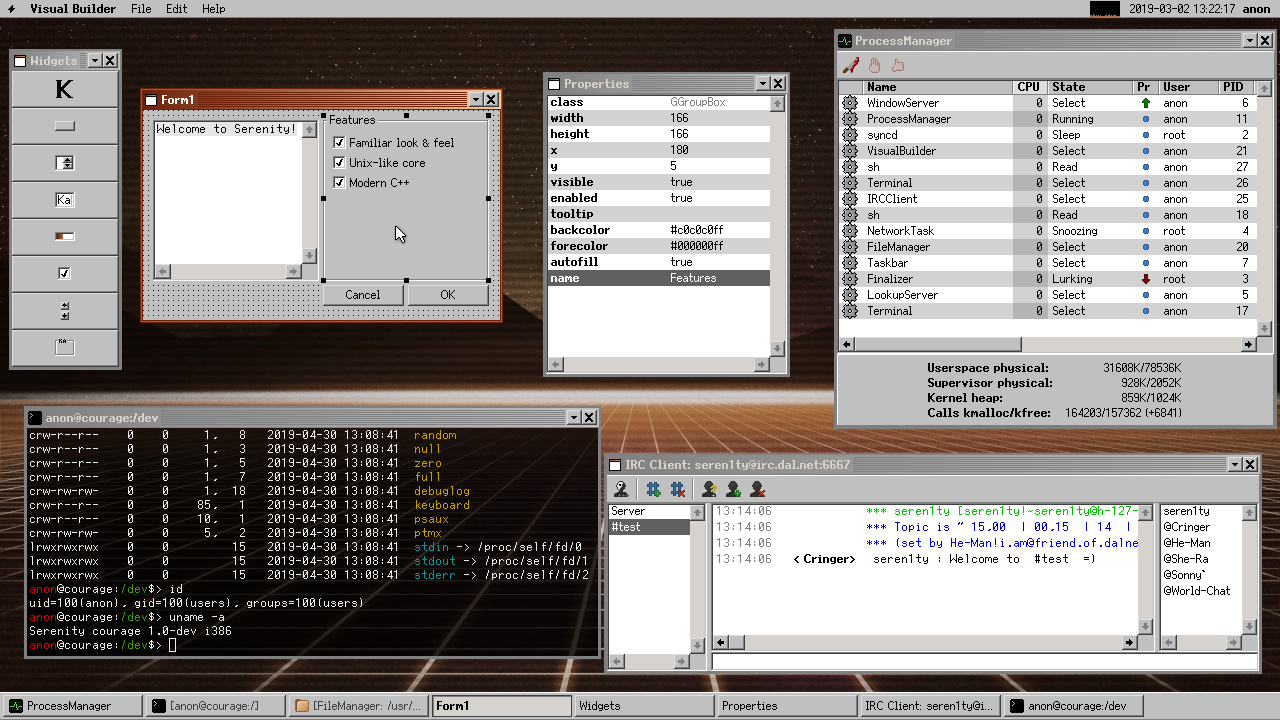 Visual Builder File Edit Help 2019-03-02 13:22:17 anon
Widgets
K
Ka
Form1
Welcome to Serenity!
Features
Familiar look & feel
Unix-like core
Modern C++
Cancel OK
Properties
class GGroupBox
width 166
height 166
x 180
y 5
visible true
enabled true
tooltip
backcolor #c0c0c0ff
forecolor #000000ff
autofill true
name Features
ProcessManager
Name CPU State Pr User PID
WindowServer 0 Select anon 6
ProcessManager 0 Running anon 11
syncd 0 Sleep root 2
VisualBuilder 0 Select anon
sh 0 Read anon 27
Terminal 0 Select anon 26
IRCClient 0 Select anon 25
sh 0 Read anon 18
NetworkTask 0 Snoozing root 4
FileManager 0 Select anon 20
Taskbar 0 Select anon 7
Finalizer 0 Lurking root 3
LookupServer 0 Select anon 5
Terminal 0 Select anon 17
Userspace physical: 31608K/78536K
Supervisor physical: 928K/2052K
Kernel heap: 859K/1024K
Calls kmalloc/kfree: 164203/157362 (+6841)
anon@courage:/dev
crw-r--r-- 0 0 1, 8 2019-04-30 13:08:41 random
crw-r--r-- 0 0 1, 3 2019-04-30 13:08:41 null
crw-r--r-- 0 0 1, 5 2019-04-30 13:08:41 zero
crw-r--r-- 0 0 1, 7 2019-04-30 13:08:41 full
crw-rw-rw- 0 0 1, 18 2019-04-30 13:08:41 debuglog
crw-r--r-- 0 0 85, 1 2019-04-30 13:08:41 keyboard
crw-r--r-- 0 0 10, 1 2019-04-30 13:08:41 psaux
crw-rw-rw- 0 0 5, 2 2019-04-30 13:08:41 ptmx
lrwxrwxrwx 0 0 15 2019-04-30 13:08:41 stdin -> /proc/self/fd/0
lrwxrwxrwx 0 0 15 2019-04-30 13:08:41 stdout -> /proc/self/fd/1
lrwxrwxrwx 0 0 15 2019-04-30 13:08:41 stderr -> /proc/self/fd/2
anon@courage:/dev$> id
uid=100(anon), gid=100(users), groups=100(users)
anon@courage:/dev$> uname -a
Serenity courage 1.0-dev i386
anon@courage:/dev$>
IRC Client: seren1ty@irc.dal.net:6667
Server
#test
13:14:06 *** seren1ty [seren1ty!~seren1ty@h-127-
13:14:06 *** Topic is ~ 15,00 | 00,15 | 14 |
13:14:06 *** (set by He-Man!i.am@friend.of.dalne
13:14:06 <Cringer> seren1ty : Welcome to #test =)
seren1ty
@Cringer
@He-Man
@She-Ra
@Sonny`
@World-Chat
ProcessManager [anon@courage:/] [FileManager: /usr/... Form1 Widgets Properties IRC Client: seren1ty@i... anon@courage:/dev